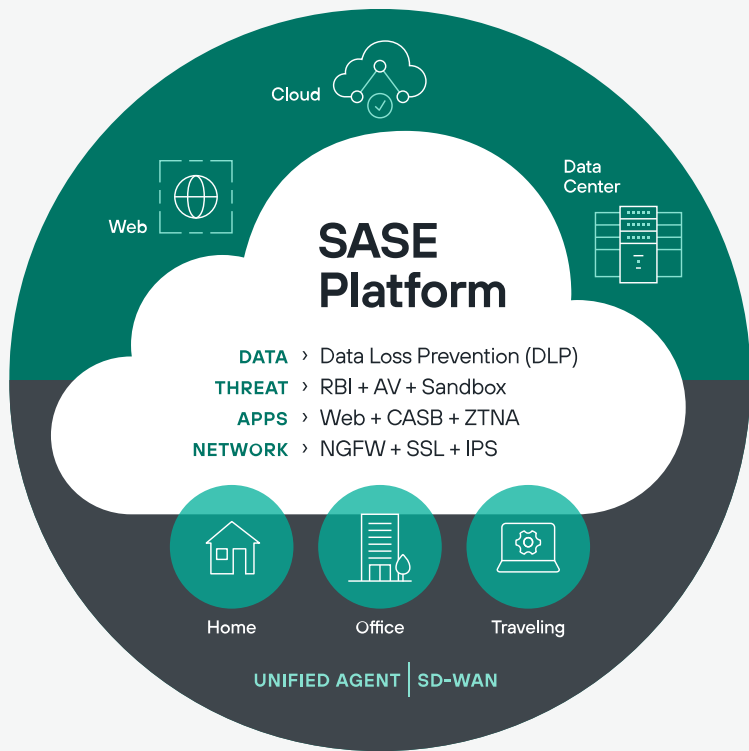 Cloud
Data
Center
Web
SASE
Platform
DATA › Data Loss Prevention (DLP)
THREAT › RBI + AV + Sandbox
APPS › Web + CASB + ZTNA
NETWORK › NGFW + SSL + IPS
Home
Office
Traveling
UNIFIED AGENT | SD-WAN